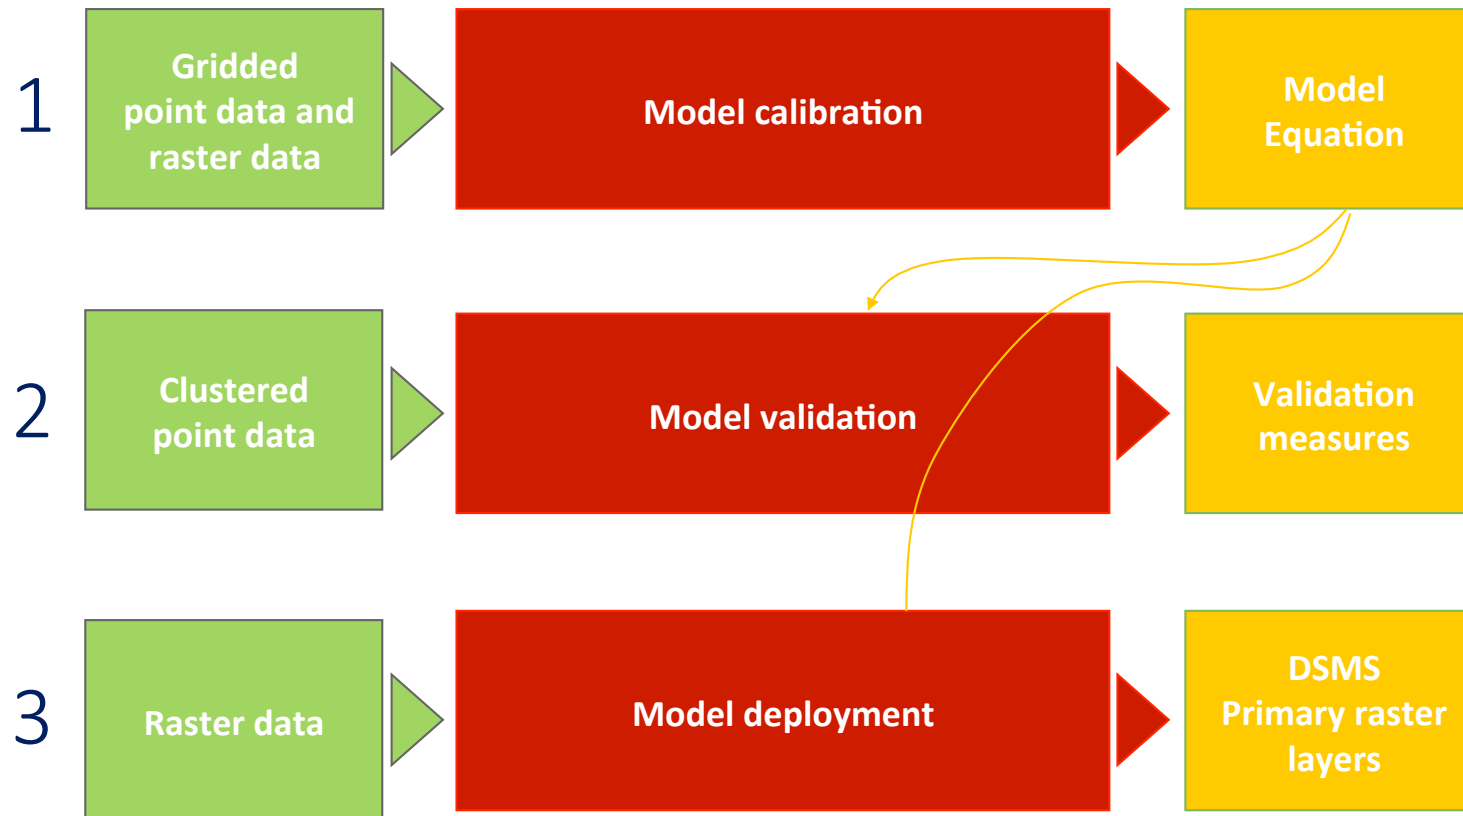 1
Gridded
point data and
raster data
Model calibration
Model
Equation
2
Clustered
point data
Model validation
Validation
measures
3
Raster data
Model deployment
DSMS
Primary raster
layers